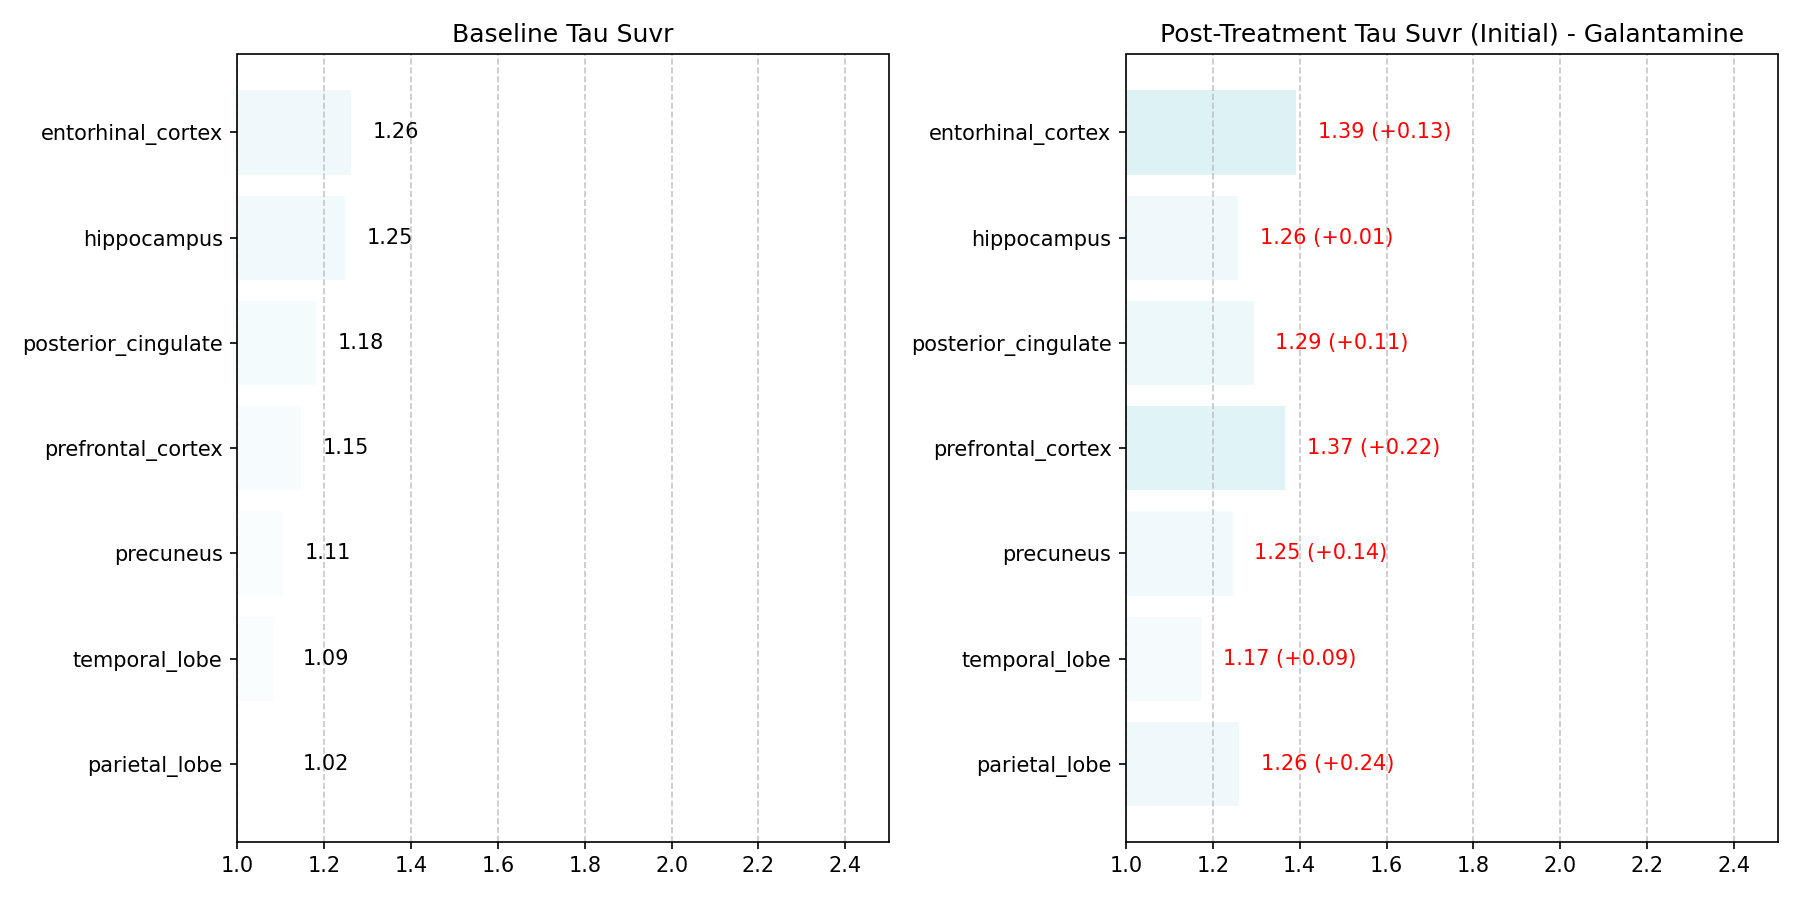 Baseline Tau Suvr
entorhinal_cortex 1.26
hippocampus 1.25
posterior_cingulate 1.18
prefrontal_cortex 1.15
precuneus 1.11
temporal_lobe 1.09
parietal_lobe 1.02
1.0 1.2 1.4 1.6 1.8 2.0 2.2 2.4
Post-Treatment Tau Suvr (Initial) - Galantamine
entorhinal_cortex 1.39 (+0.13)
hippocampus 1.26 (+0.01)
posterior_cingulate 1.29 (+0.11)
prefrontal_cortex 1.37 (+0.22)
precuneus 1.25 (+0.14)
temporal_lobe 1.17 (+0.09)
parietal_lobe 1.26 (+0.24)
1.0 1.2 1.4 1.6 1.8 2.0 2.2 2.4